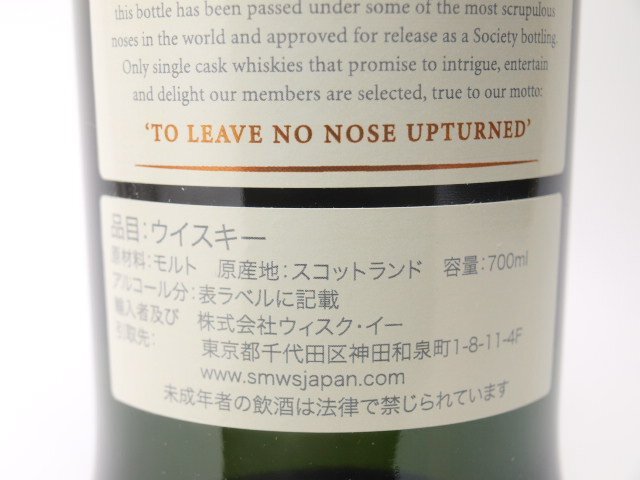 this bottle has been passed under some of the most scrupulous
noses in the world and approved for release as a Society bottling.
Only single cask whiskies that promise to intrigue, entertain
and delight our members are selected, true to our motto:
‘TO LEAVE NO NOSE UPTURNED’
品目：ウイスキー
原材料：モルト 原産地：スコットランド 容量：700ml
アルコール分：表ラベルに記載
輸入者及び 株式会社ウィスク・イー
引取先： 東京都千代田区神田和泉町1-8-11-4F
www.smwsjapan.com
未成年者の飲酒は法律で禁じられています